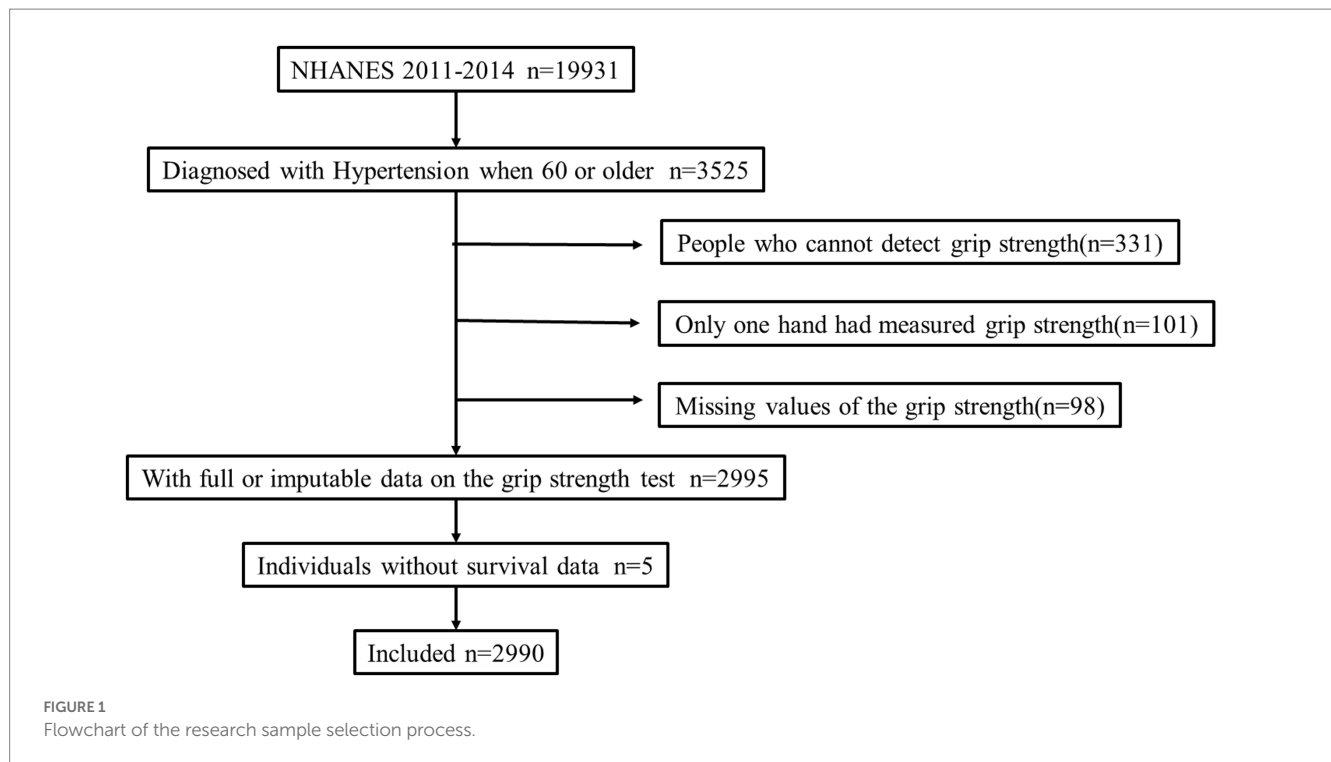 NHANES 2011-2014 n=19931
Diagnosed with Hypertension when 60 or older n=3525
People who cannot detect grip strength(n=331)
Only one hand had measured grip strength(n=101)
Missing values of the grip strength(n=98)
With full or imputable data on the grip strength test n=2995
Individuals without survival data n=5
Included n=2990
FIGURE 1
Flowchart of the research sample selection process.